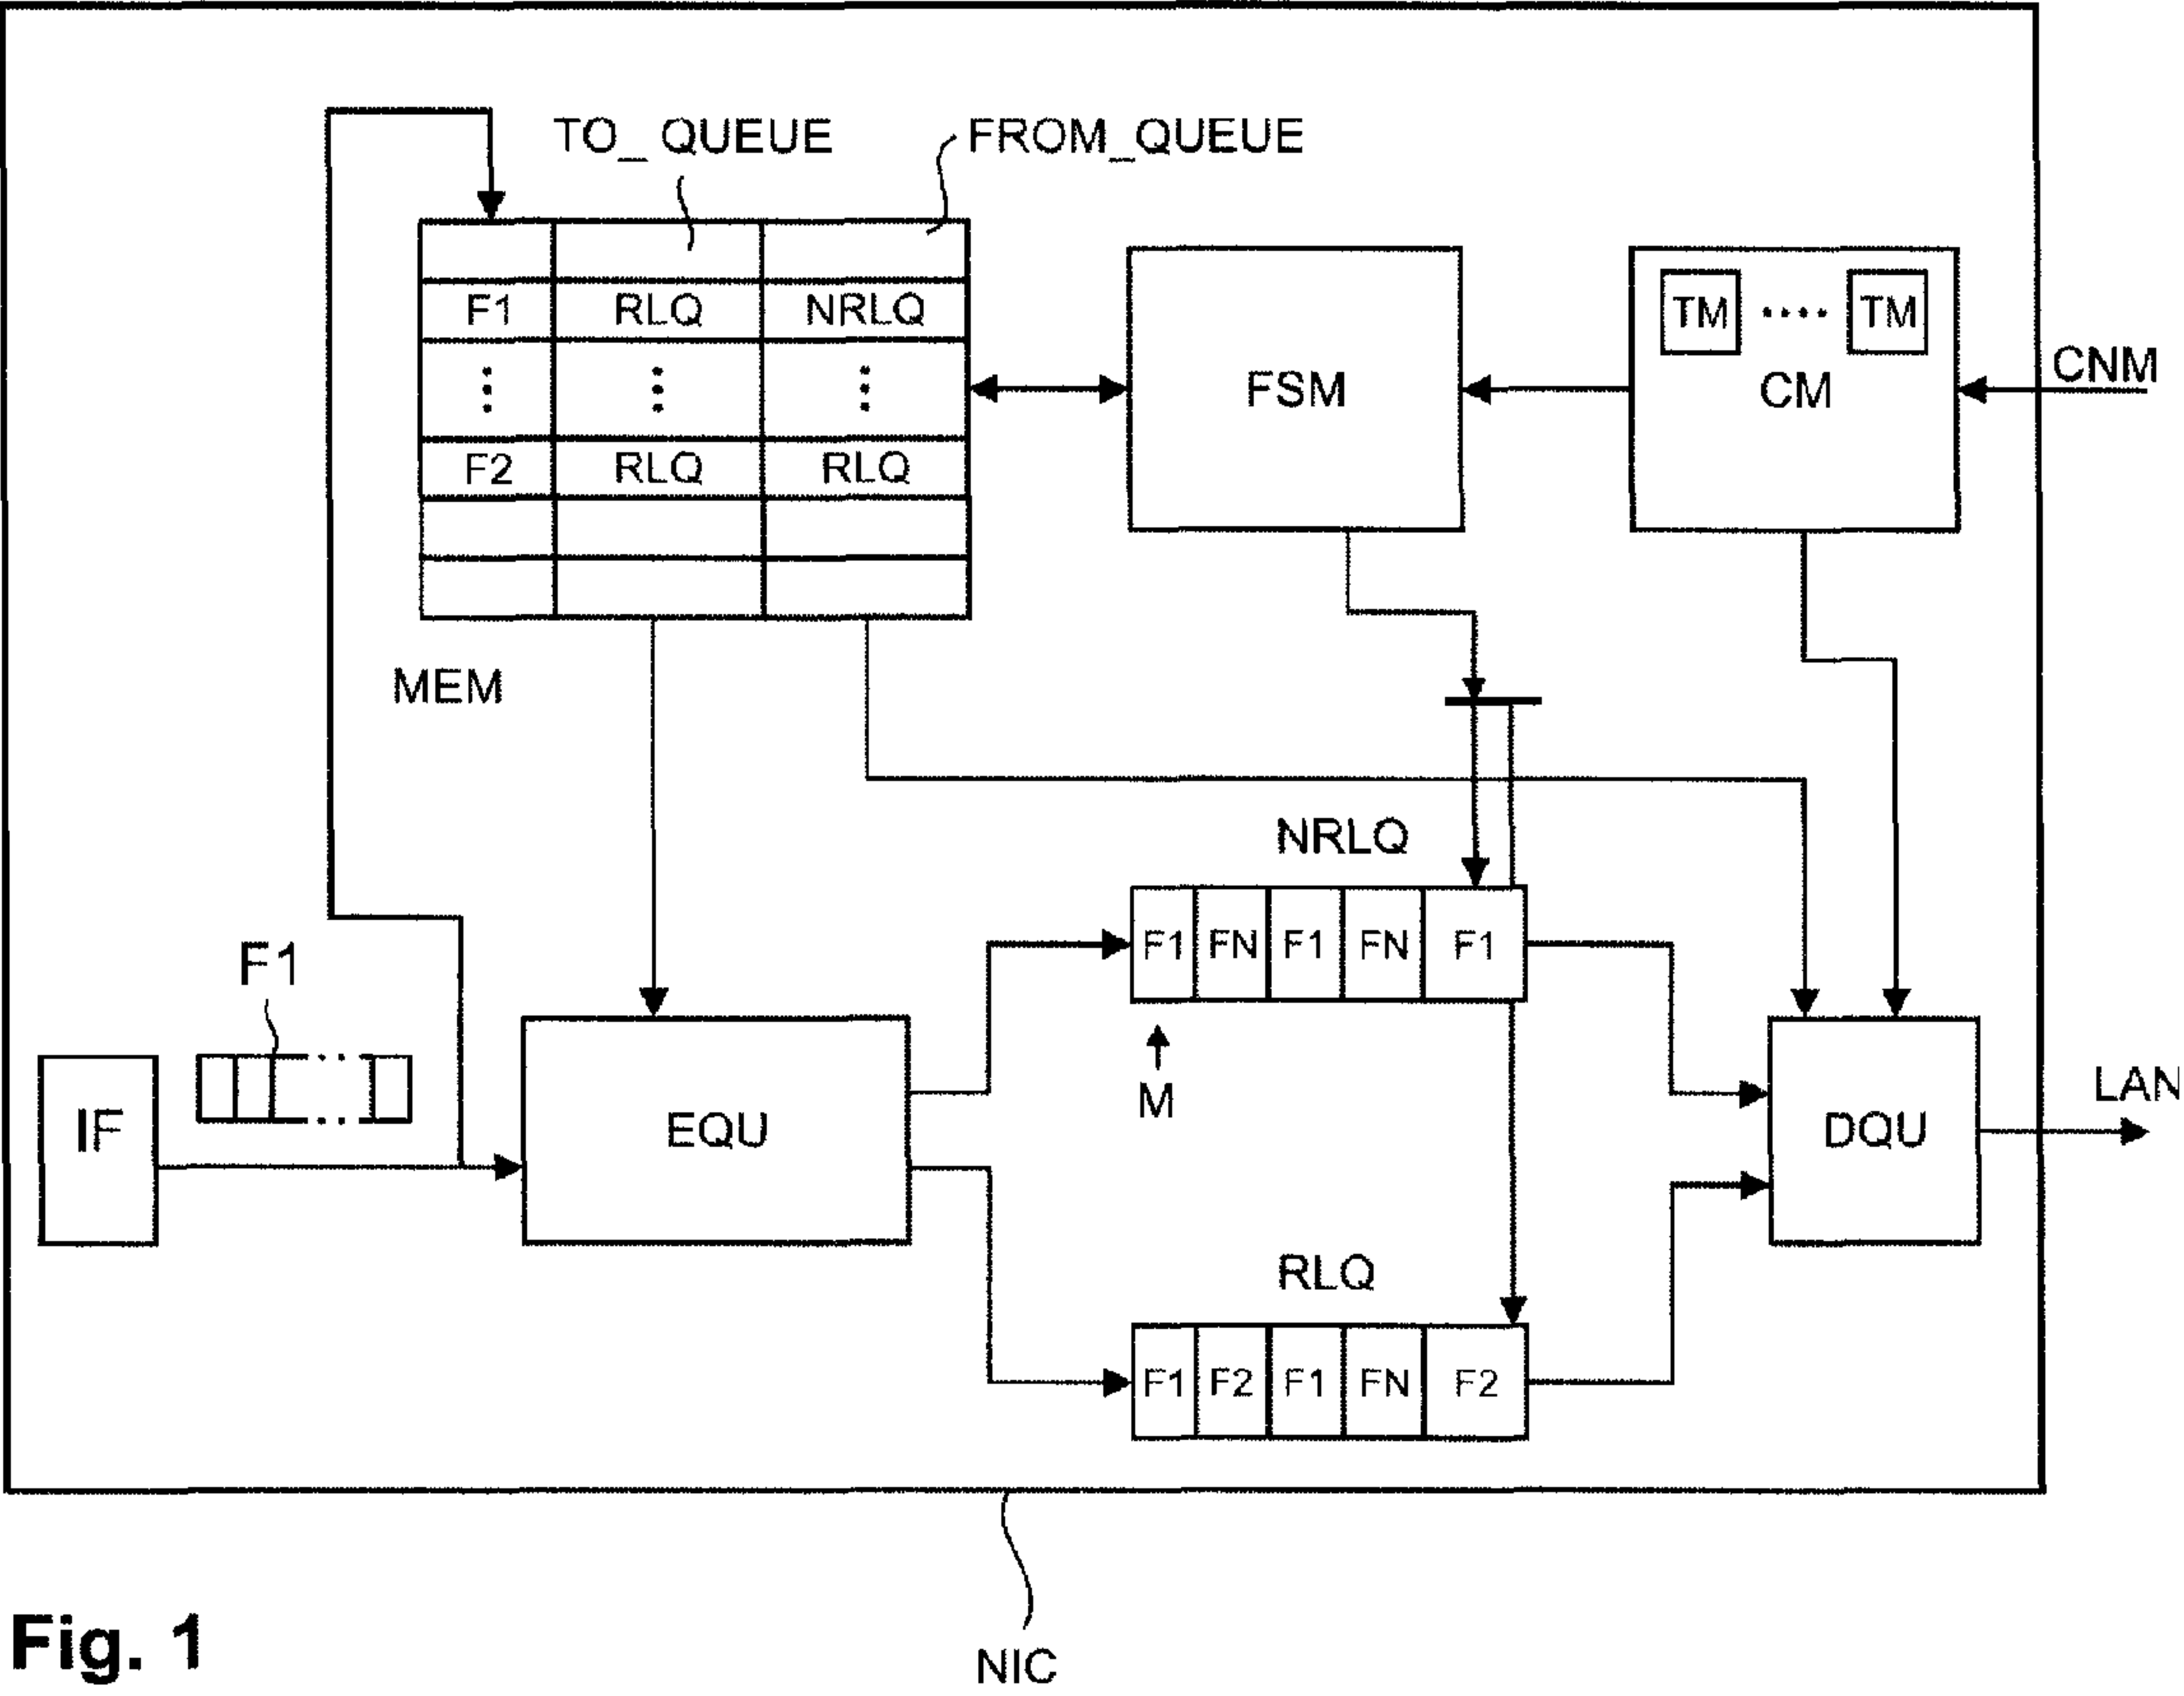 TO_ QUEUE
FROM_QUEUE
F1 RLQ NRLQ
F2 RLQ RLQ
MEM
FSM
TM TM
CM
CNM
NRLQ
F1 FN F1 FN F1
M
F1
IF
EQU
DQU
LAN
RLQ
F1 F2 F1 FN F2
NIC
Fig. 1